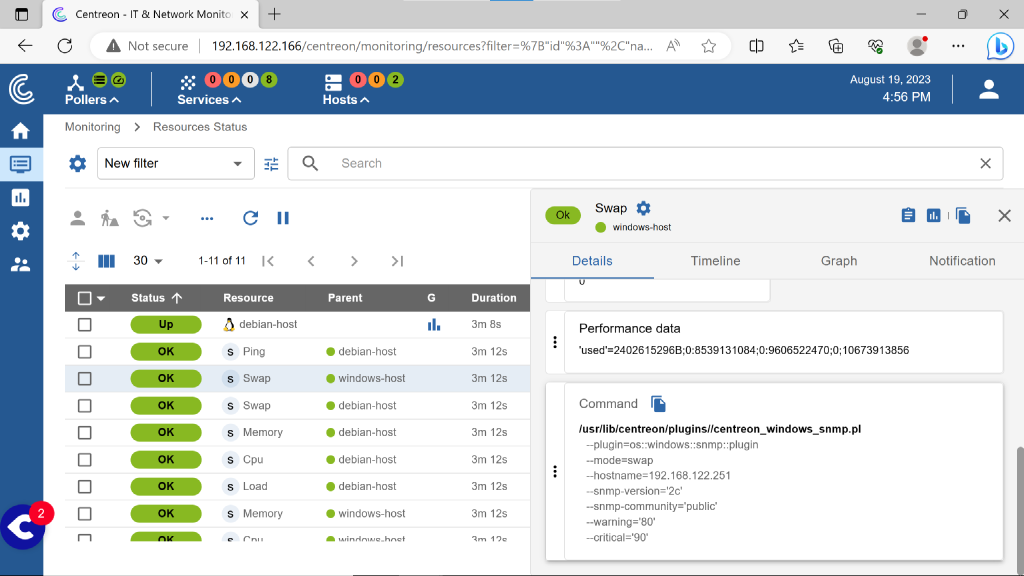 Centreon - IT & Network Monito
Not secure
192.168.122.166/centreon/monitoring/resources?filter=%7B"id"%3A""%2C"na...
Pollers
0 0 0 8
Services
0 0 2
Hosts
August 19, 2023
4:56 PM
Monitoring > Resources Status
New filter
Search
30
1-11 of 11
Status Resource Parent G Duration
Up debian-host 3m 8s
OK S Ping debian-host 3m 12s
OK S Swap windows-host 3m 12s
OK S Swap debian-host 3m 12s
OK S Memory debian-host 3m 12s
OK S Cpu debian-host 3m 12s
OK S Load debian-host 3m 12s
OK S Memory windows-host 3m 12s
OK S Cpu windows-host 3m 12s
2
Ok Swap
windows-host
Details Timeline Graph Notification
0
Performance data
'used'=2402615296B;0:8539131084;0:9606522470;0;10673913856
Command
/usr/lib/centreon/plugins//centreon_windows_snmp.pl
--plugin=os::windows::snmp::plugin
--mode=swap
--hostname=192.168.122.251
--snmp-version='2c'
--snmp-community='public'
--warning='80'
--critical='90'